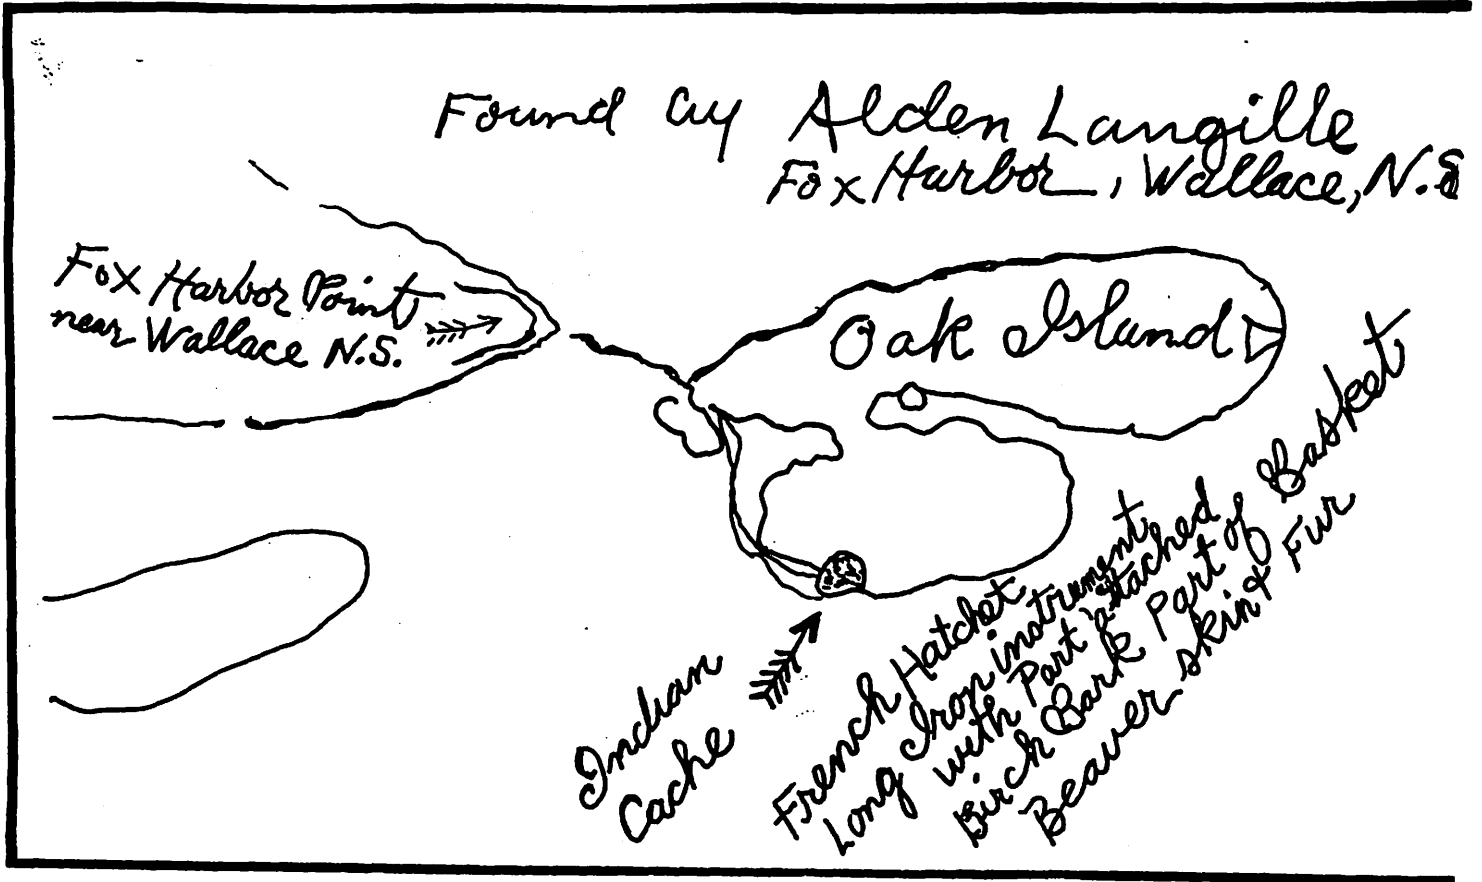 Found by Alden Langille
Fox Harbor, Wallace, N.S.
Fox Harbor Point
near Wallace N.S.
Oak Island
Indian
Cache
French Hatchet
Long Iron instrument
with Part attached
Birch Bark Part of Basket
Beaver skin & Fur